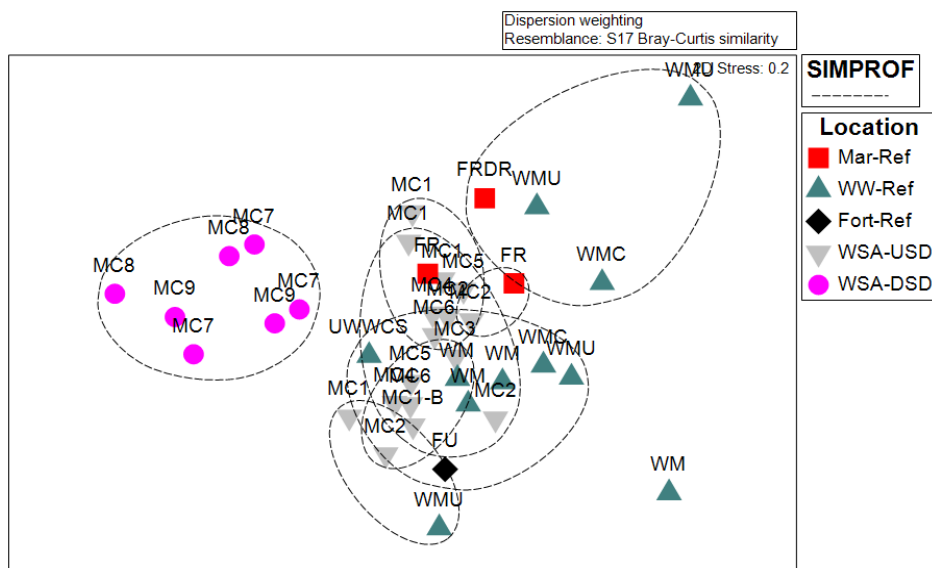 Dispersion weighting
Resemblance: S17 Bray-Curtis similarity
2D Stress: 0.2
SIMPROF
Location
Mar-Ref
WW-Ref
Fort-Ref
WSA-USD
WSA-DSD
WMU
FRDR
WMU
MC1
MC1
MC7
MC8
FR
MC1
MC5
FR
WMC
MC8
MC9
MC7
MC9
MC2
MC6
MC7
MC3
UWWCS
WMC
WMU
MC5
WM
WM
MC6
WM
MC1
MC1-B
MC2
MC2
FU
WM
WMU